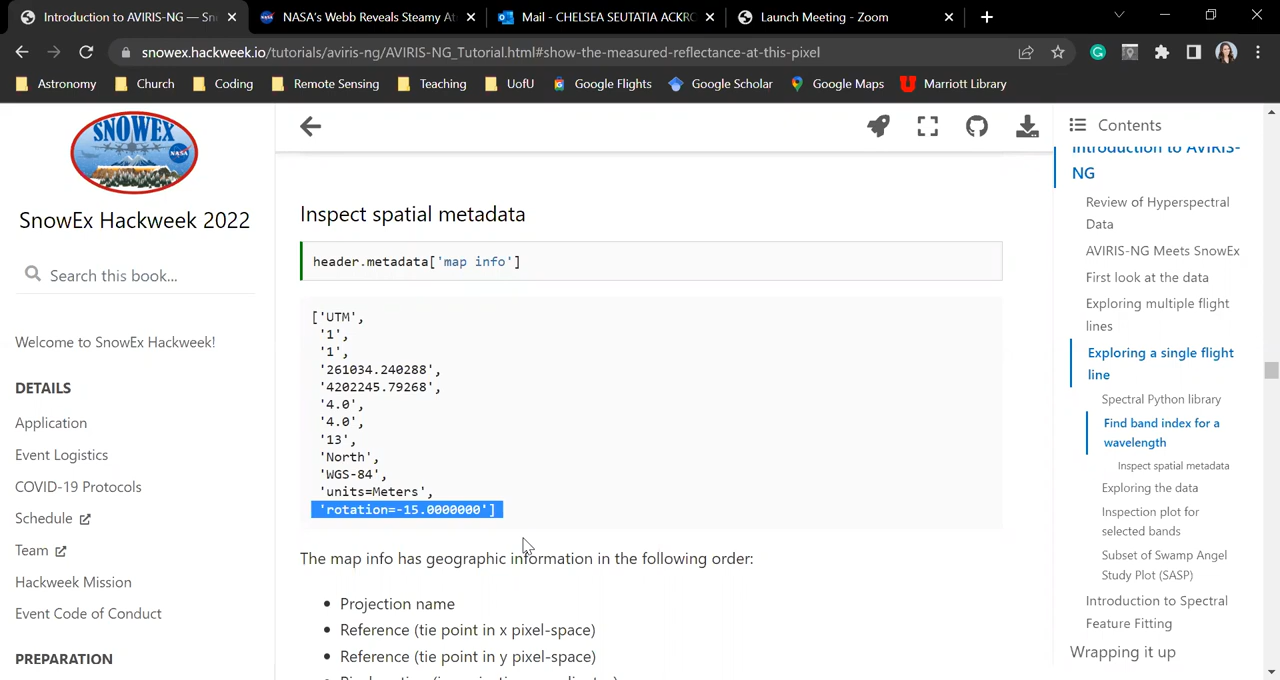 Introduction to AVIRIS-NG — Sn
NASA's Webb Reveals Steamy At
Mail - CHELSEA SEUTATIA ACKRO
Launch Meeting - Zoom
snowex.hackweek.io/tutorials/aviris-ng/AVIRIS-NG_Tutorial.html#show-the-measured-reflectance-at-this-pixel
Astronomy
Church
Coding
Remote Sensing
Teaching
UofU
Google Flights
Google Scholar
Google Maps
Marriott Library
SNOWEX
NASA
SnowEx Hackweek 2022
Search this book...
Welcome to SnowEx Hackweek!
DETAILS
Application
Event Logistics
COVID-19 Protocols
Schedule
Team
Hackweek Mission
Event Code of Conduct
PREPARATION
Inspect spatial metadata
header.metadata['map info']
['UTM',
'1',
'1',
'261034.240288',
'4202245.79268',
'4.0',
'4.0',
'13',
'North',
'WGS-84',
'units=Meters',
'rotation=-15.0000000']
The map info has geographic information in the following order:
• Projection name
• Reference (tie point in x pixel-space)
• Reference (tie point in y pixel-space)
Contents
Introduction to AVIRIS-
NG
Review of Hyperspectral
Data
AVIRIS-NG Meets SnowEx
First look at the data
Exploring multiple flight
lines
Exploring a single flight
line
Spectral Python library
Find band index for a
wavelength
Inspect spatial metadata
Exploring the data
Inspection plot for
selected bands
Subset of Swamp Angel
Study Plot (SASP)
Introduction to Spectral
Feature Fitting
Wrapping it up